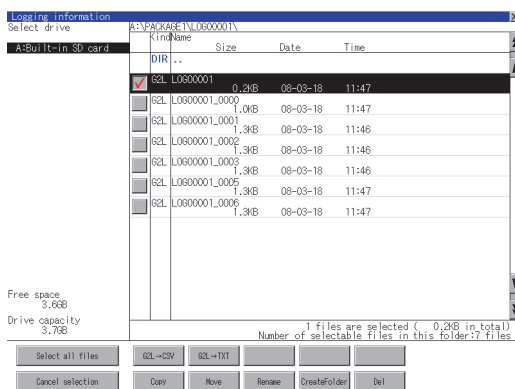 Logging information
Select drive
A:Built-in SD card
A:\PACKAGE1\LOG00001\
Kind Name
Size Date Time
DIR ..
G2L LOG00001
0.2KB 08-03-18 11:47
G2L LOG00001_0000
1.0KB 08-03-18 11:47
G2L LOG00001_0001
1.3KB 08-03-18 11:46
G2L LOG00001_0002
1.3KB 08-03-18 11:46
G2L LOG00001_0003
1.3KB 08-03-18 11:46
G2L LOG00001_0005
1.3KB 08-03-18 11:47
G2L LOG00001_0006
1.3KB 08-03-18 11:47
Free space
3.6GB
Drive capacity
3.7GB
1 files are selected ( 0.2KB in total)
Number of selectable files in this folder:7 files
Select all files G2L→CSV G2L→TXT
Cancel selection Copy Move Rename CreateFolder Del